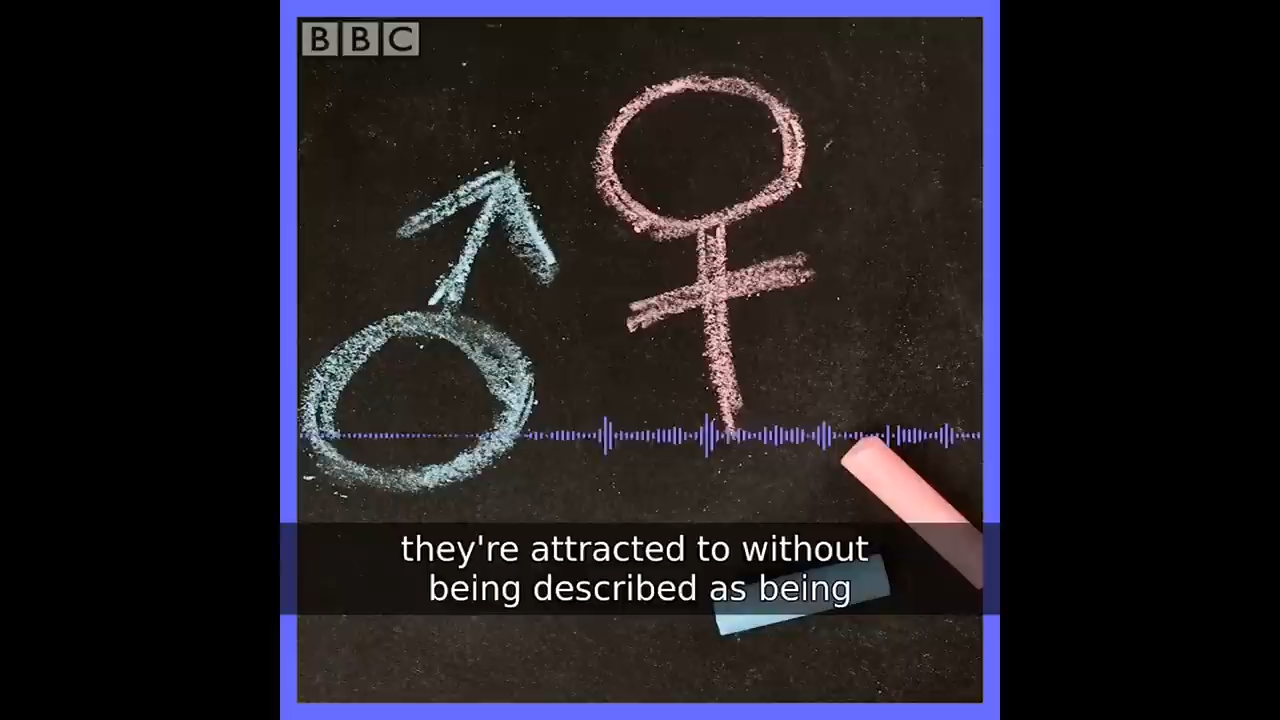 BBC
they're attracted to without
being described as being